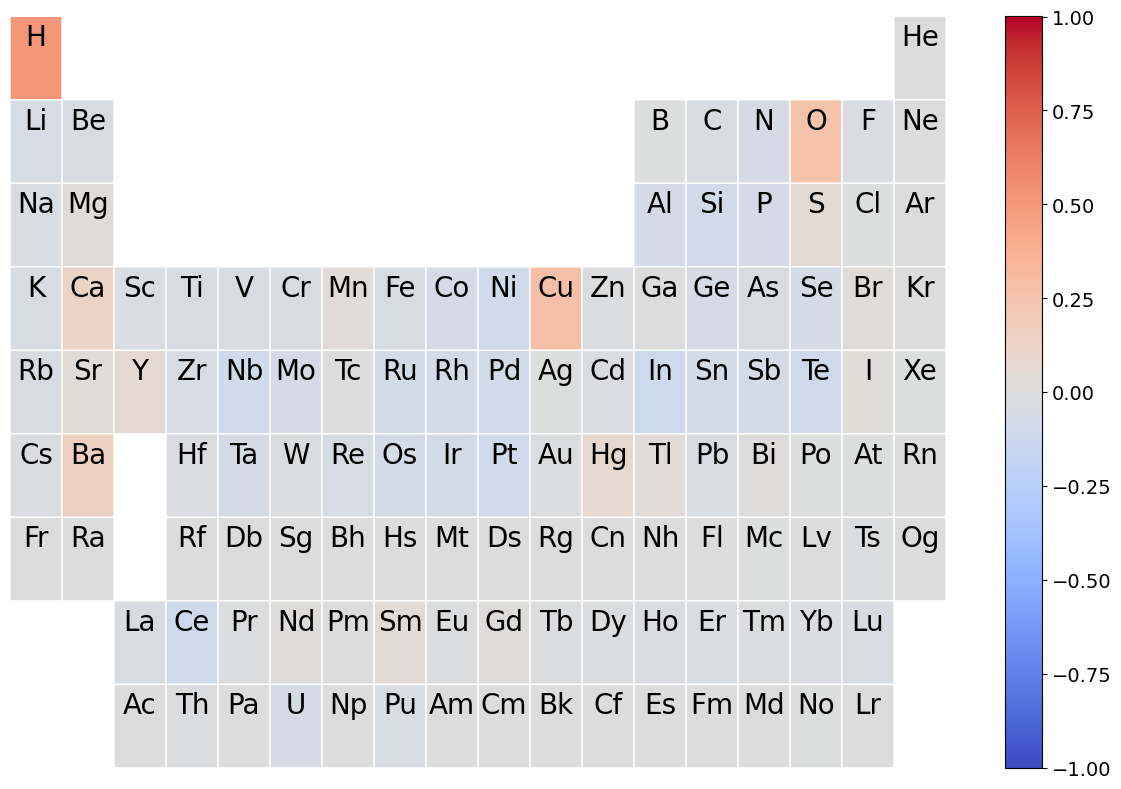 H He
Li Be B C N O F Ne
Na Mg Al Si P S Cl Ar
K Ca Sc Ti V Cr Mn Fe Co Ni Cu Zn Ga Ge As Se Br Kr
Rb Sr Y Zr Nb Mo Tc Ru Rh Pd Ag Cd In Sn Sb Te I Xe
Cs Ba Hf Ta W Re Os Ir Pt Au Hg Tl Pb Bi Po At Rn
Fr Ra Rf Db Sg Bh Hs Mt Ds Rg Cn Nh Fl Mc Lv Ts Og
La Ce Pr Nd Pm Sm Eu Gd Tb Dy Ho Er Tm Yb Lu
Ac Th Pa U Np Pu Am Cm Bk Cf Es Fm Md No Lr
1.00
0.75
0.50
0.25
0.00
−0.25
−0.50
−0.75
−1.00